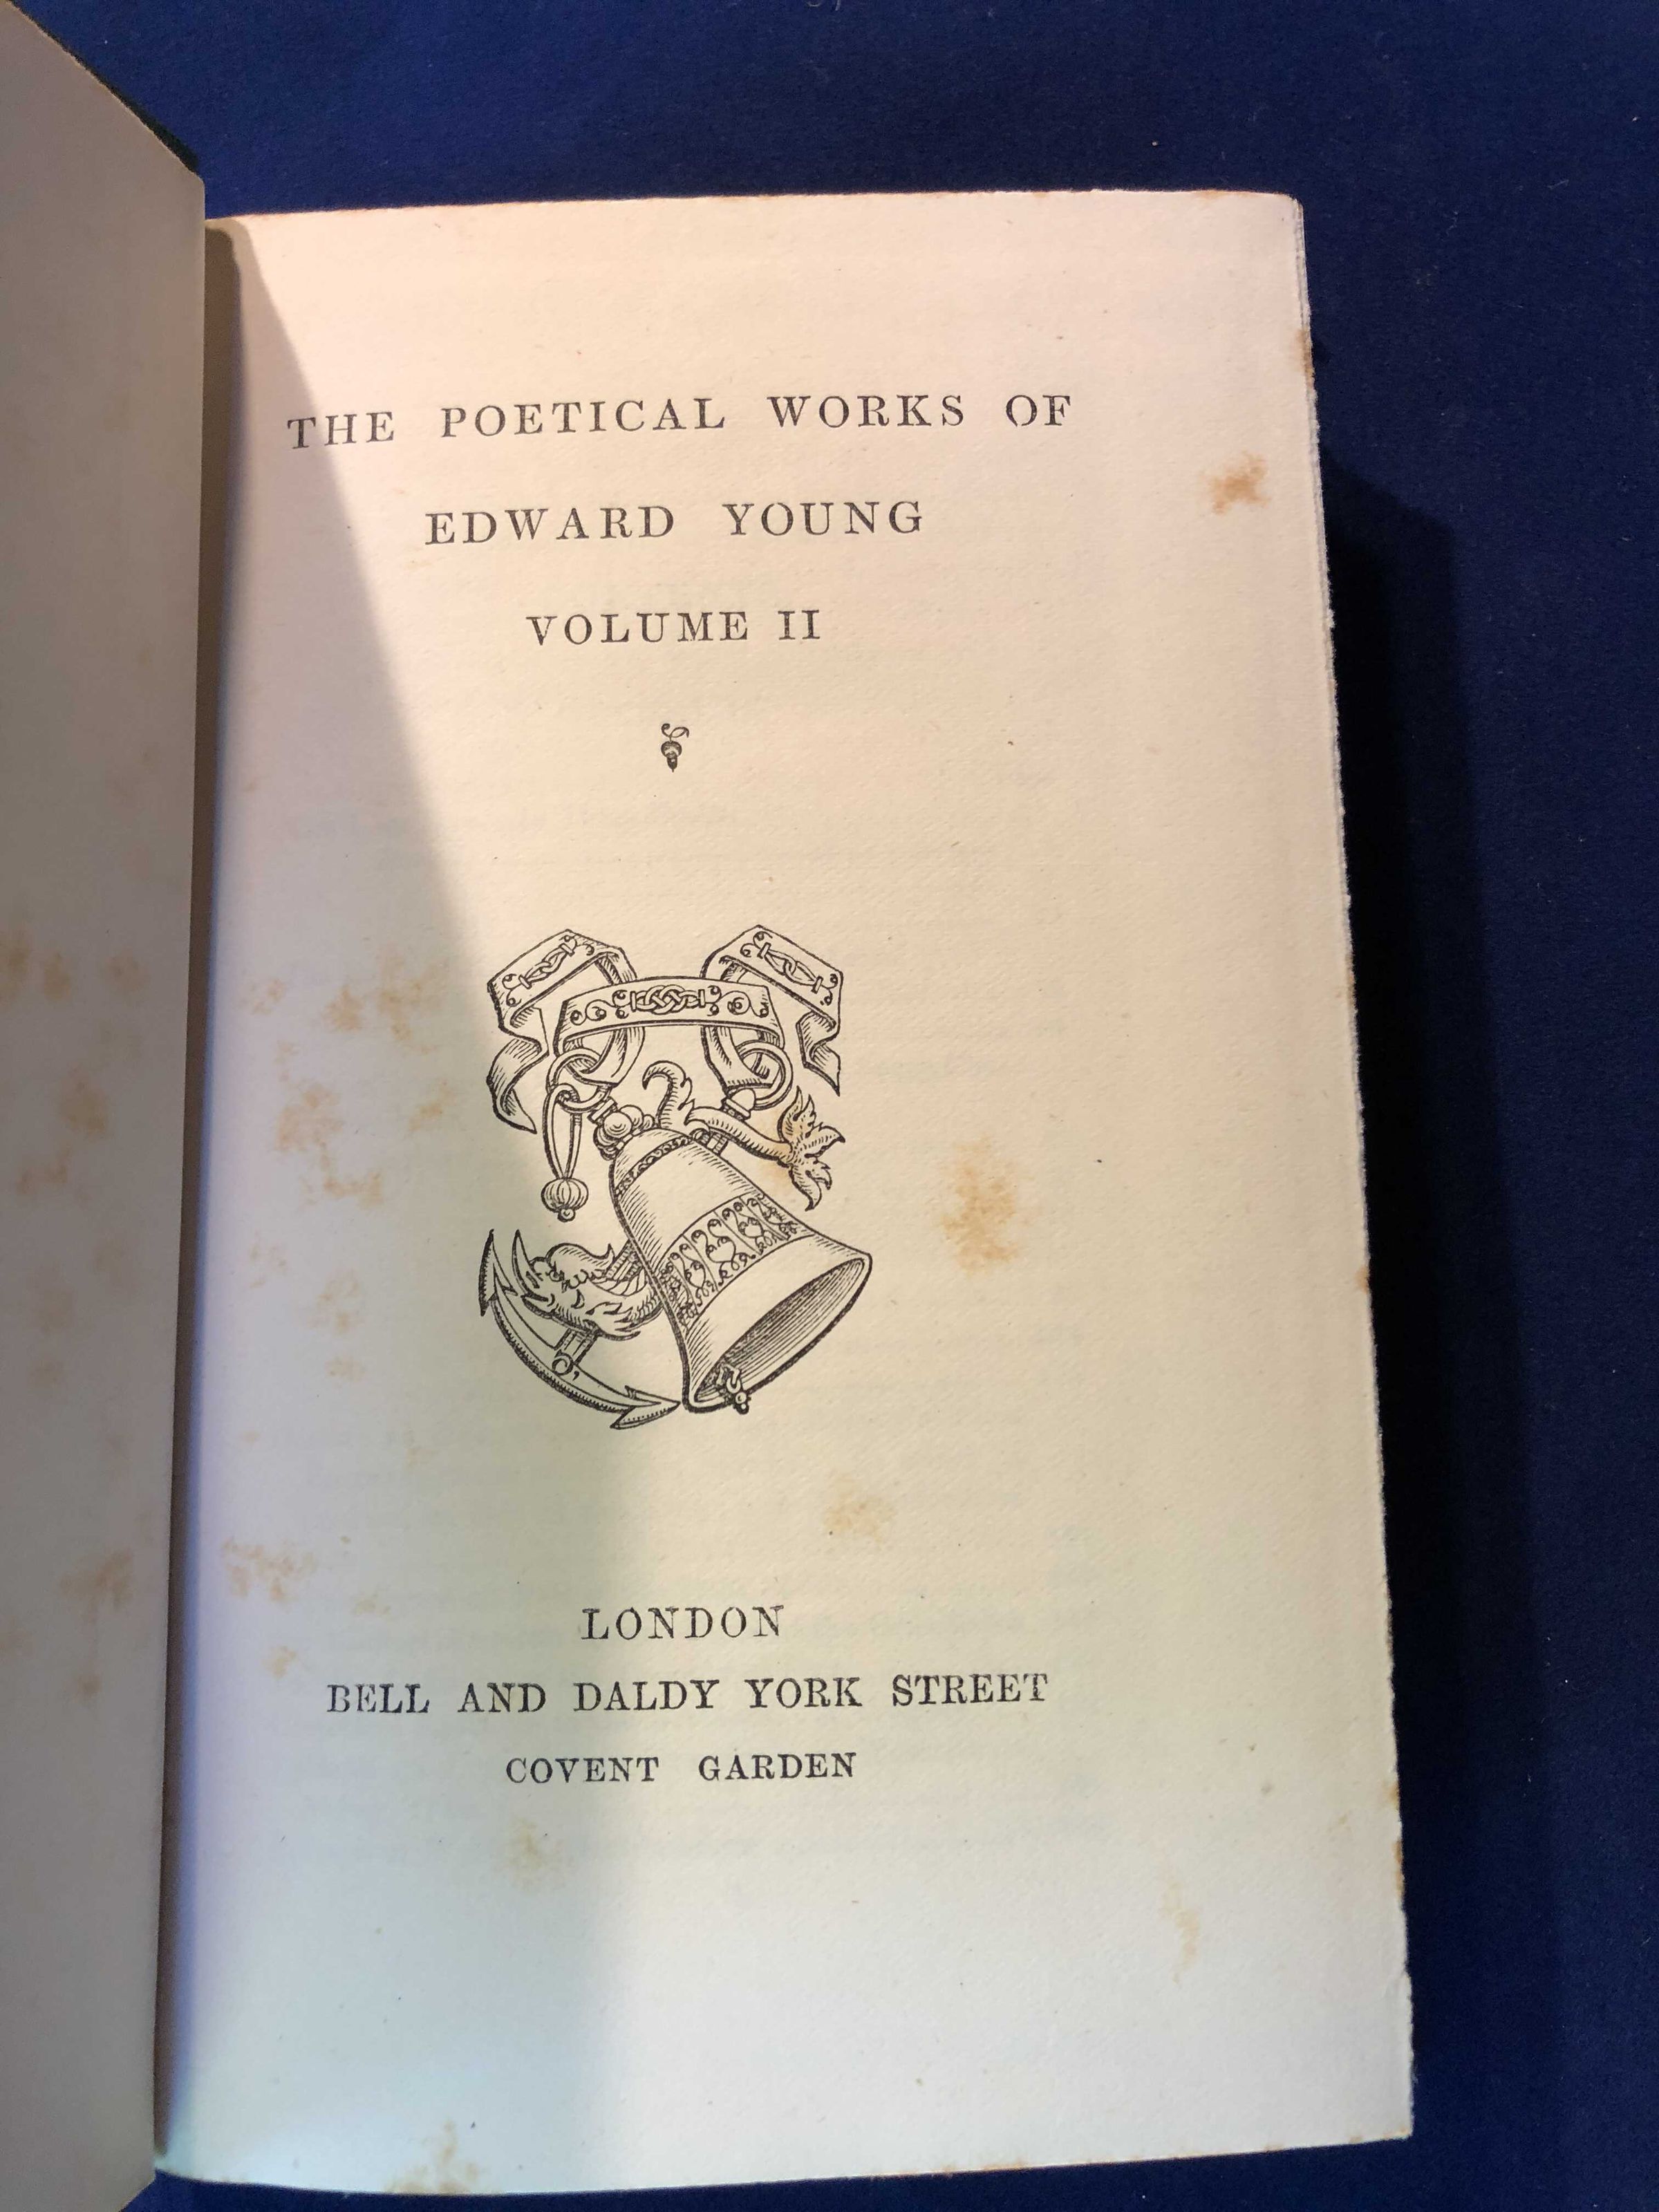 THE POETICAL WORKS OF
EDWARD YOUNG
VOLUME II
LONDON
BELL AND DALDY YORK STREET
COVENT GARDEN